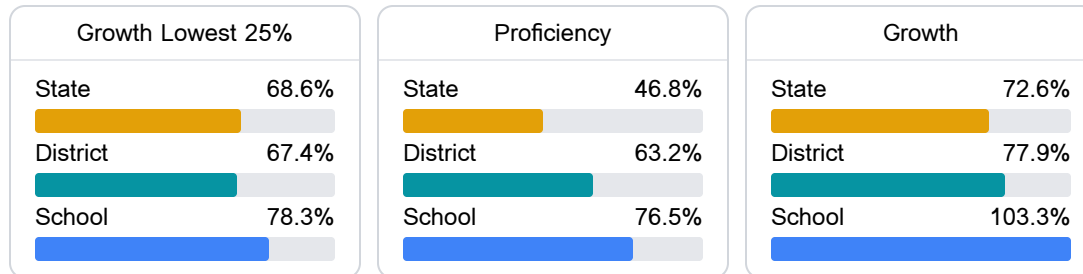 Growth Lowest 25%
State 68.6%
District 67.4%
School 78.3%
Proficiency
State 46.8%
District 63.2%
School 76.5%
Growth
State 72.6%
District 77.9%
School 103.3%